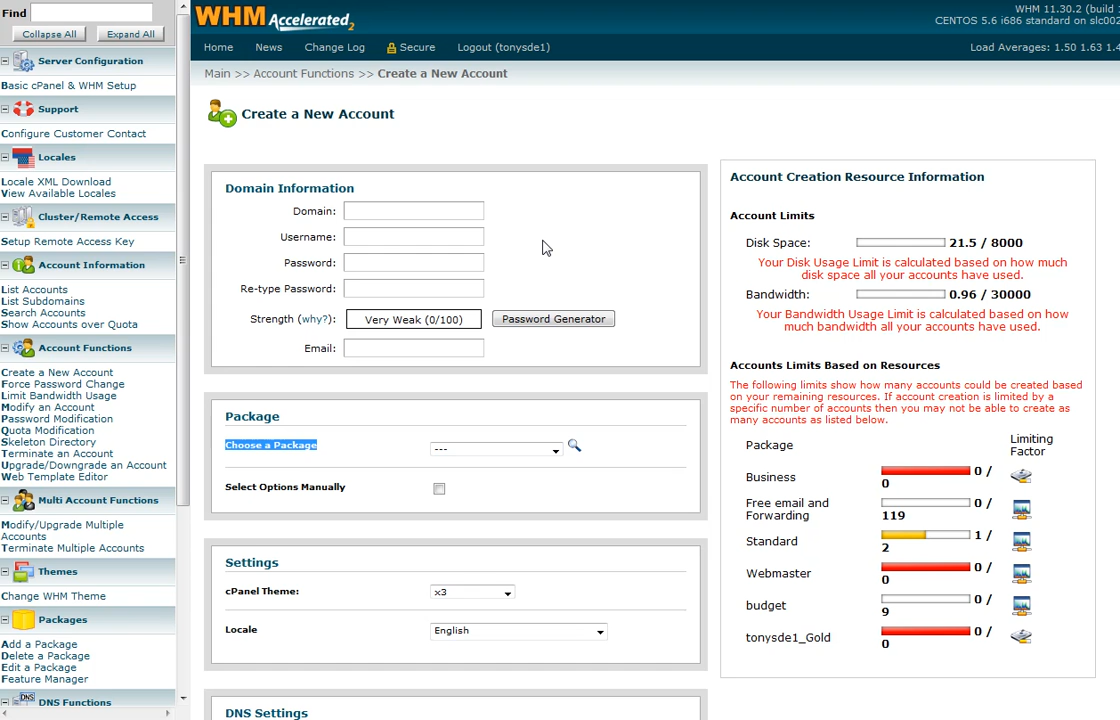 Find
Collapse All
Expand All
Server Configuration
Basic cPanel & WHM Setup
Support
Configure Customer Contact
Locales
Locale XML Download
View Available Locales
Cluster/Remote Access
Setup Remote Access Key
Account Information
List Accounts
List Subdomains
Search Accounts
Show Accounts over Quota
Account Functions
Create a New Account
Force Password Change
Limit Bandwidth Usage
Modify an Account
Password Modification
Quota Modification
Skeleton Directory
Terminate an Account
Upgrade/Downgrade an Account
Web Template Editor
Multi Account Functions
Modify/Upgrade Multiple
Accounts
Terminate Multiple Accounts
Themes
Change WHM Theme
Packages
Add a Package
Delete a Package
Edit a Package
Feature Manager
DNS
DNS Functions
WHM Accelerated2
WHM 11.30.2 (build
CENTOS 5.6 i686 standard on slc002
Home
News
Change Log
Secure
Logout (tonysde1)
Load Averages: 1.50 1.63 1.4
Main >> Account Functions >> Create a New Account
Create a New Account
Domain Information
Domain:
Username:
Password:
Re-type Password:
Strength (why?):
Very Weak (0/100)
Password Generator
Email:
Package
Choose a Package
---
Select Options Manually
Settings
cPanel Theme:
x3
Locale
English
DNS Settings
Account Creation Resource Information
Account Limits
Disk Space:
21.5 / 8000
Your Disk Usage Limit is calculated based on how much
disk space all your accounts have used.
Bandwidth:
0.96 / 30000
Your Bandwidth Usage Limit is calculated based on how
much bandwidth all your accounts have used.
Accounts Limits Based on Resources
The following limits show how many accounts could be created based
on your remaining resources. If account creation is limited by a
specific number of accounts then you may not be able to create as
many accounts as listed below.
Package
Limiting
Factor
Business
0 /
0
Free email and
Forwarding
0 /
119
Standard
1 /
2
Webmaster
0 /
0
budget
0 /
9
tonysde1_Gold
0 /
0